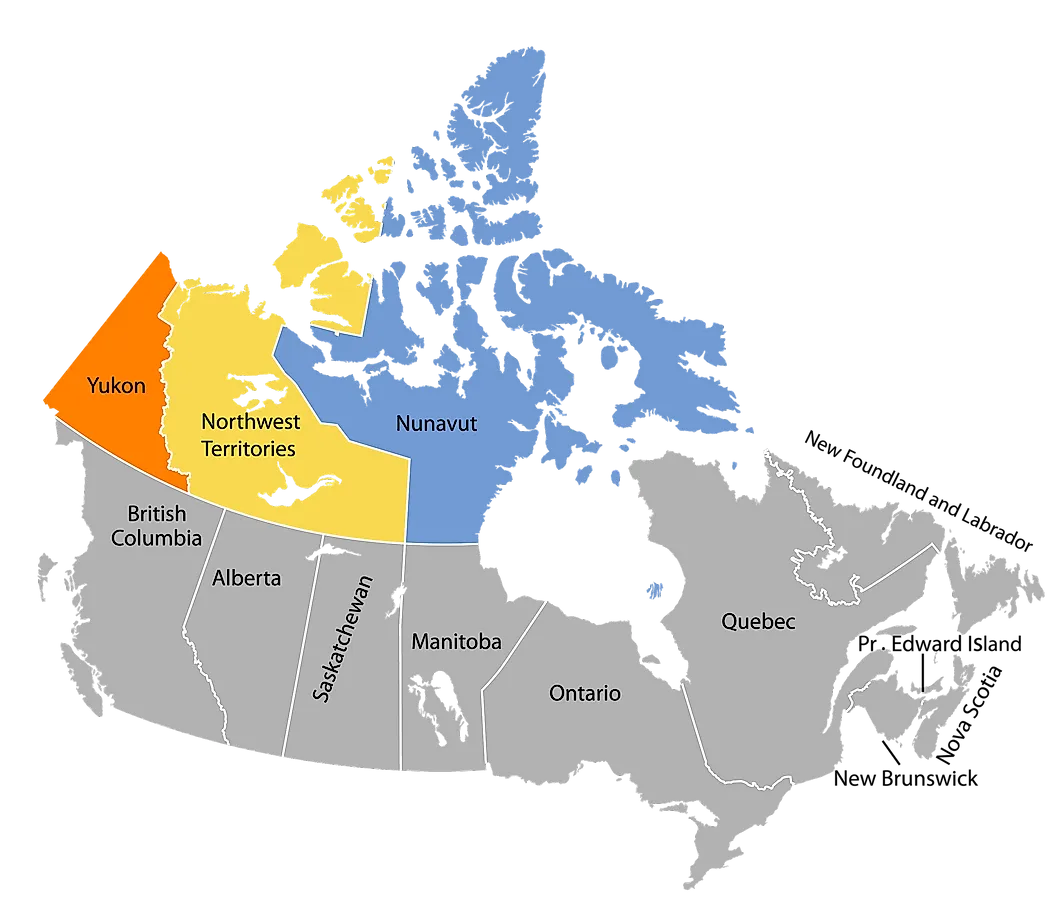 Yukon
Northwest
Territories
Nunavut
New Foundland and Labrador
British
Columbia
Alberta
Saskatchewan
Manitoba
Ontario
Quebec
Pr. Edward Island
Nova Scotia
New Brunswick